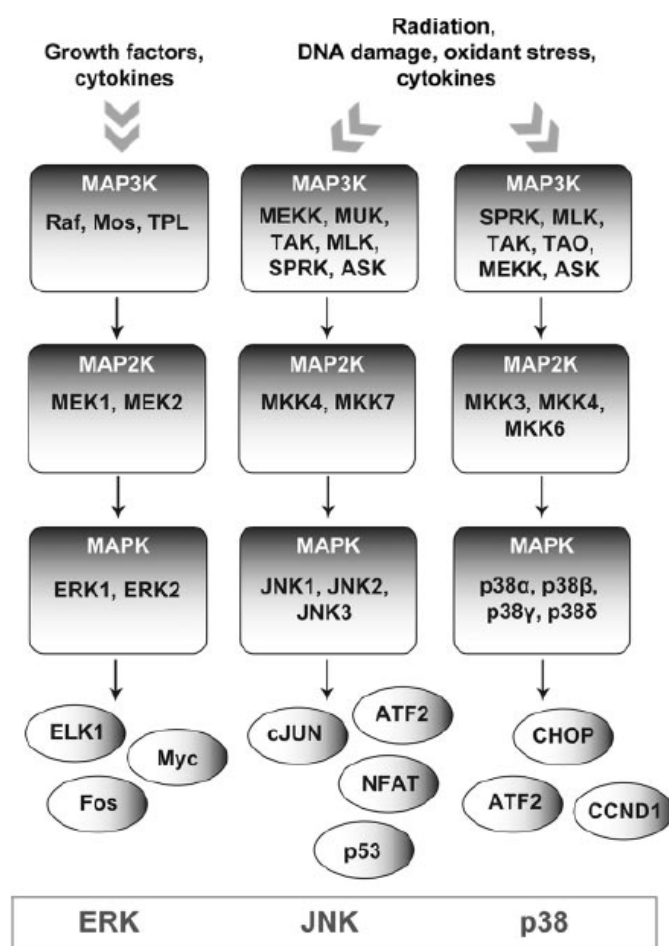 Growth factors,
cytokines
Radiation,
DNA damage, oxidant stress,
cytokines
MAP3K
Raf, Mos, TPL
MAP3K
MEKK, MUK,
TAK, MLK,
SPRK, ASK
MAP3K
SPRK, MLK,
TAK, TAO,
MEKK, ASK
MAP2K
MEK1, MEK2
MAP2K
MKK4, MKK7
MAP2K
MKK3, MKK4,
MKK6
MAPK
ERK1, ERK2
MAPK
JNK1, JNK2,
JNK3
MAPK
p38α, p38β,
p38γ, p38δ
ELK1
Myc
Fos
cJUN
ATF2
NFAT
p53
CHOP
ATF2
CCND1
ERK
JNK
p38